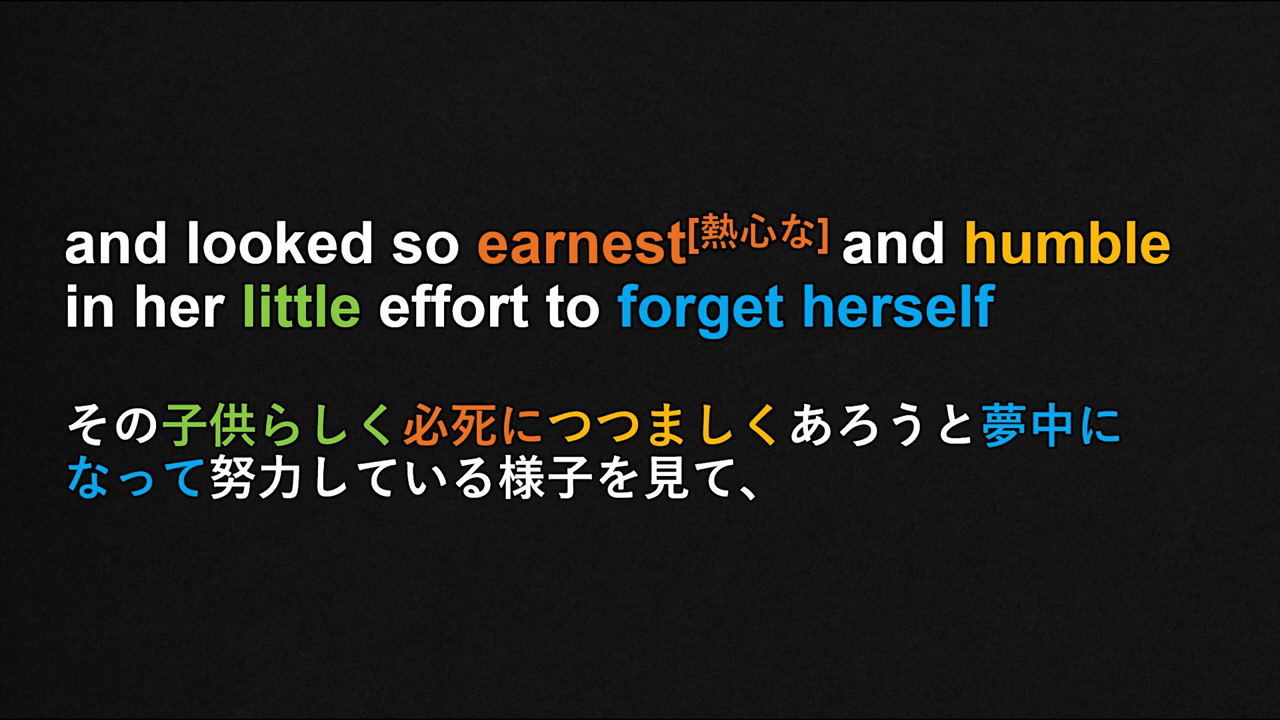 and looked so earnest[熱心な] and humble
in her little effort to forget herself
その子供らしく必死につつましくあろうと夢中に
なって努力している様子を見て、